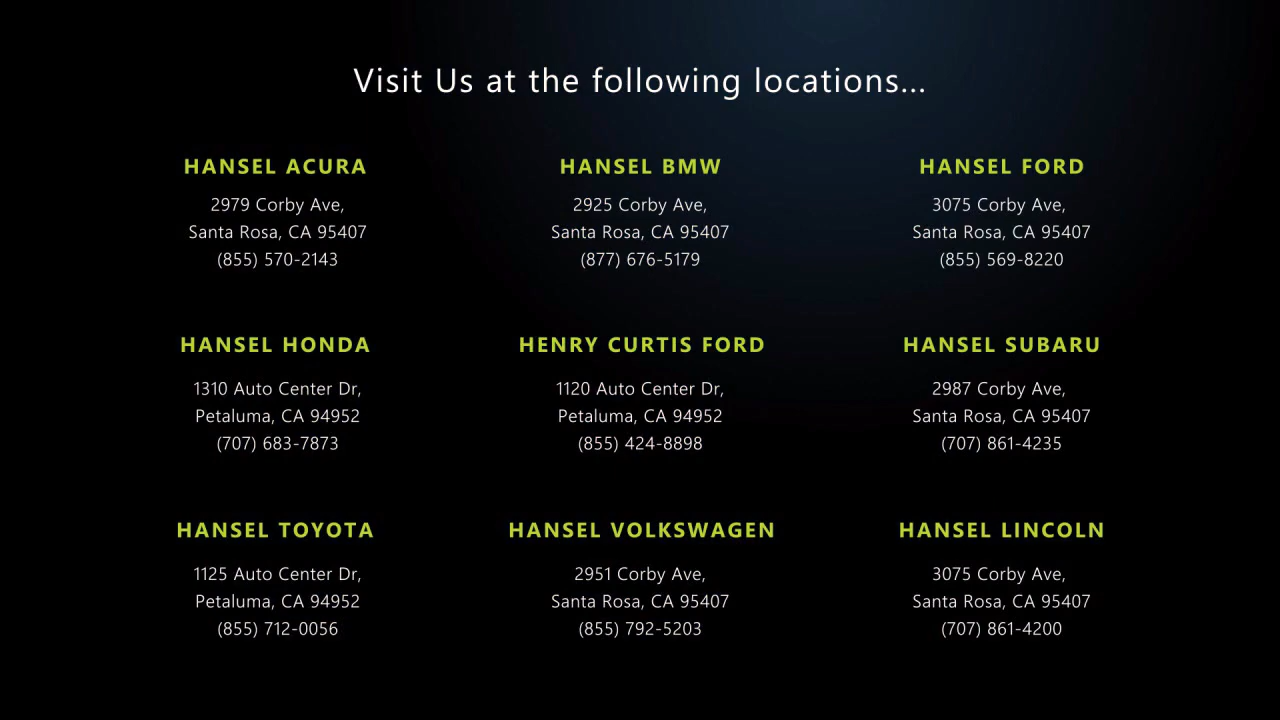 Visit Us at the following locations...
HANSEL ACURA
2979 Corby Ave,
Santa Rosa, CA 95407
(855) 570-2143
HANSEL BMW
2925 Corby Ave,
Santa Rosa, CA 95407
(877) 676-5179
HANSEL FORD
3075 Corby Ave,
Santa Rosa, CA 95407
(855) 569-8220
HANSEL HONDA
1310 Auto Center Dr,
Petaluma, CA 94952
(707) 683-7873
HENRY CURTIS FORD
1120 Auto Center Dr,
Petaluma, CA 94952
(855) 424-8898
HANSEL SUBARU
2987 Corby Ave,
Santa Rosa, CA 95407
(707) 861-4235
HANSEL TOYOTA
1125 Auto Center Dr,
Petaluma, CA 94952
(855) 712-0056
HANSEL VOLKSWAGEN
2951 Corby Ave,
Santa Rosa, CA 95407
(855) 792-5203
HANSEL LINCOLN
3075 Corby Ave,
Santa Rosa, CA 95407
(707) 861-4200